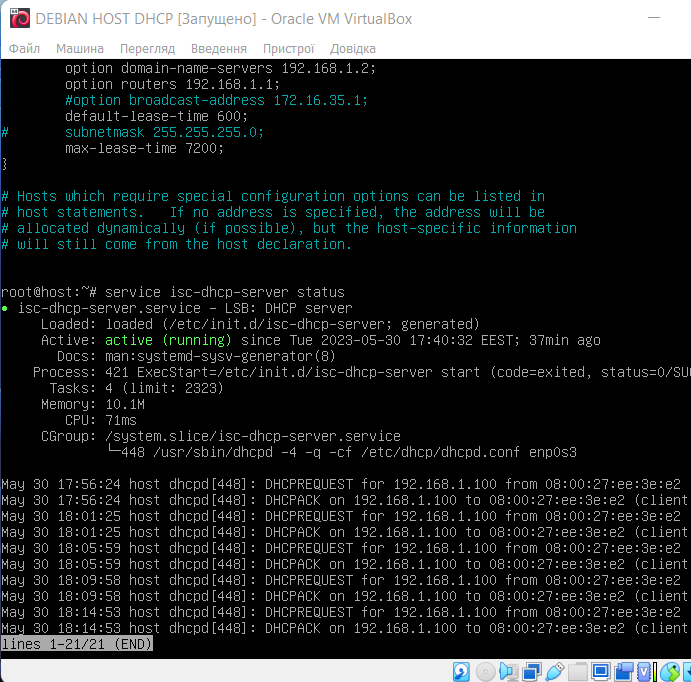 DEBIAN HOST DHCP [Запущено] - Oracle VM VirtualBox
Файл Машина Перегляд Введення Пристрої Довідка
        option domain-name-servers 192.168.1.2;
        option routers 192.168.1.1;
        #option broadcast-address 172.16.35.1;
        default-lease-time 600;
#       subnetmask 255.255.255.0;
        max-lease-time 7200;
}
# Hosts which require special configuration options can be listed in
# host statements.   If no address is specified, the address will be
# allocated dynamically (if possible), but the host-specific information
# will still come from the host declaration.
root@host:~# service isc-dhcp-server status
● isc-dhcp-server.service - LSB: DHCP server
     Loaded: loaded (/etc/init.d/isc-dhcp-server; generated)
     Active: active (running) since Tue 2023-05-30 17:40:32 EEST; 37min ago
       Docs: man:systemd-sysv-generator(8)
    Process: 421 ExecStart=/etc/init.d/isc-dhcp-server start (code=exited, status=0/SU
      Tasks: 4 (limit: 2323)
     Memory: 10.1M
        CPU: 71ms
     CGroup: /system.slice/isc-dhcp-server.service
             └─448 /usr/sbin/dhcpd -4 -q -cf /etc/dhcp/dhcpd.conf enp0s3
May 30 17:56:24 host dhcpd[448]: DHCPREQUEST for 192.168.1.100 from 08:00:27:ee:3e:e2
May 30 17:56:24 host dhcpd[448]: DHCPACK on 192.168.1.100 to 08:00:27:ee:3e:e2 (client
May 30 18:01:25 host dhcpd[448]: DHCPREQUEST for 192.168.1.100 from 08:00:27:ee:3e:e2
May 30 18:01:25 host dhcpd[448]: DHCPACK on 192.168.1.100 to 08:00:27:ee:3e:e2 (client
May 30 18:05:59 host dhcpd[448]: DHCPREQUEST for 192.168.1.100 from 08:00:27:ee:3e:e2
May 30 18:05:59 host dhcpd[448]: DHCPACK on 192.168.1.100 to 08:00:27:ee:3e:e2 (client
May 30 18:09:58 host dhcpd[448]: DHCPREQUEST for 192.168.1.100 from 08:00:27:ee:3e:e2
May 30 18:09:58 host dhcpd[448]: DHCPACK on 192.168.1.100 to 08:00:27:ee:3e:e2 (client
May 30 18:14:53 host dhcpd[448]: DHCPREQUEST for 192.168.1.100 from 08:00:27:ee:3e:e2
May 30 18:14:53 host dhcpd[448]: DHCPACK on 192.168.1.100 to 08:00:27:ee:3e:e2 (client
lines 1-21/21 (END)